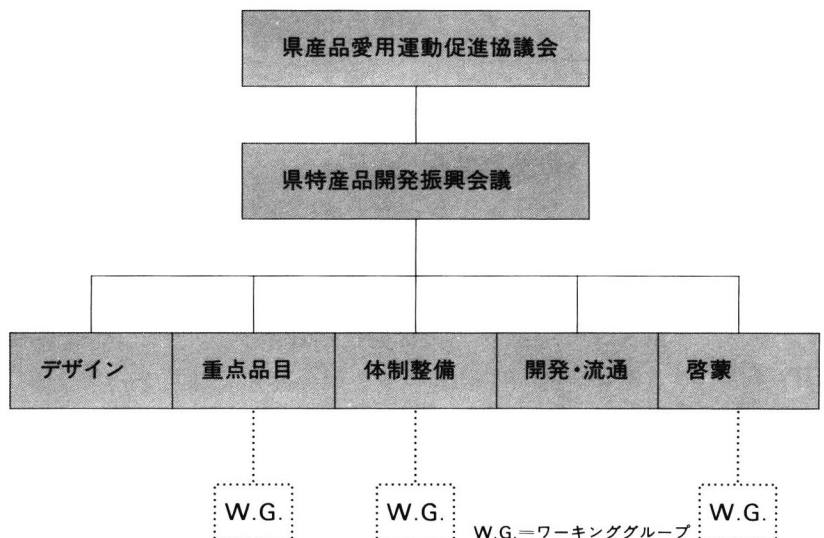 県産品愛用運動促進協議会
県特産品開発振興会議
デザイン
重点品目
体制整備
開発・流通
啓蒙
W.G.
W.G.
W.G.
W.G.=ワーキンググループ